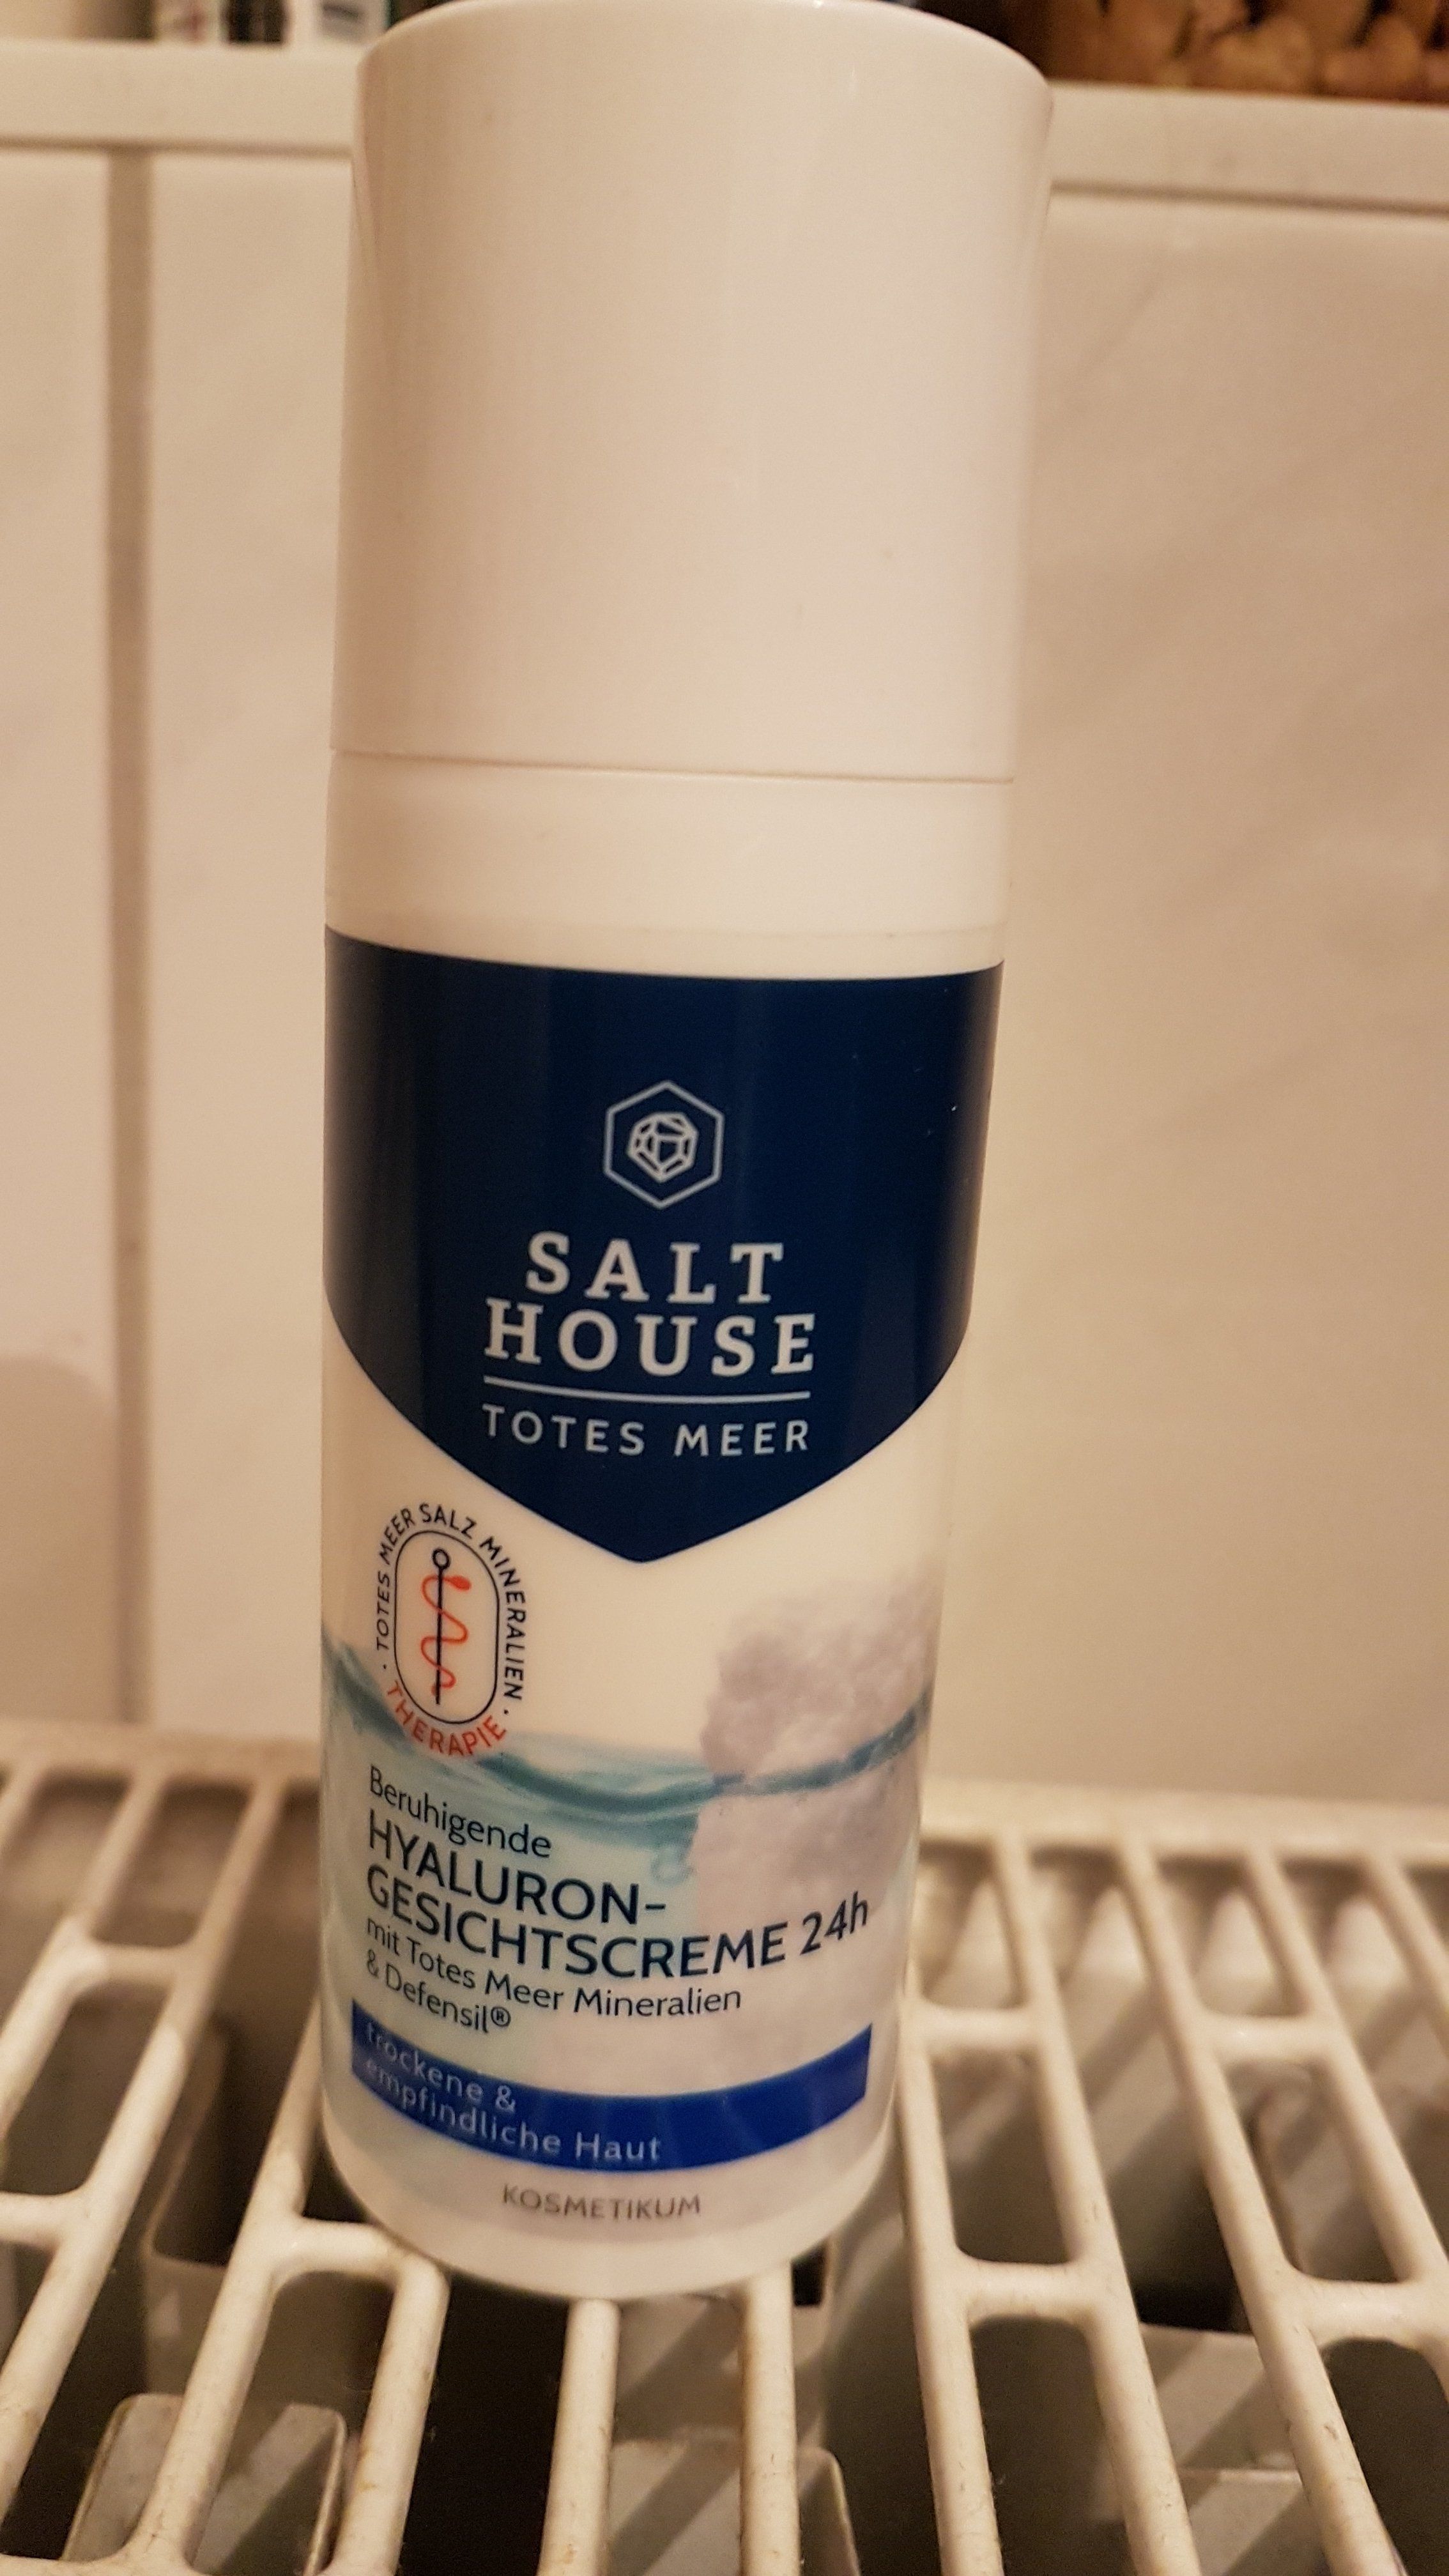 SALT
HOUSE
TOTES MEER
· TOTES MEER SALZ MINERALIEN ·
THERAPIE
Beruhigende
HYALURON-
GESICHTSCREME 24h
mit Totes Meer Mineralien
& Defensil®
trockene &
empfindliche Haut
KOSMETIKUM